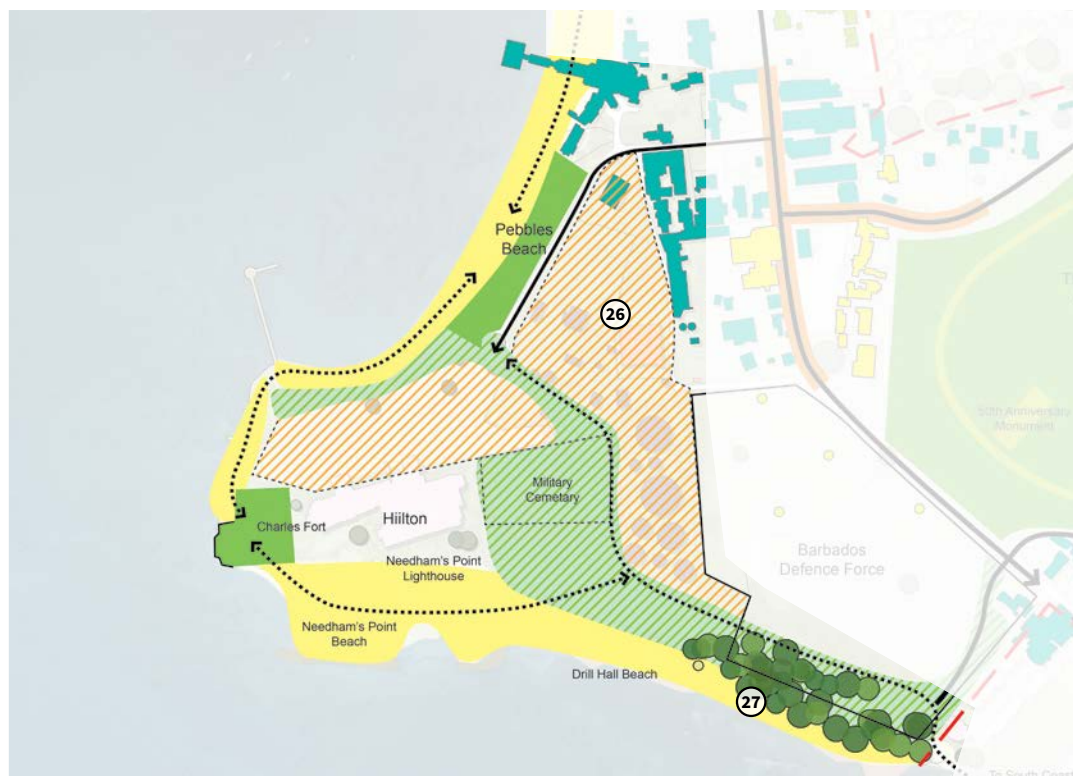 Pebbles
Beach
26
50th Anniversary
Monument
Military
Cemetary
Charles Fort
Hiilton
Needham's Point
Lighthouse
Barbados
Defence Force
Needham's Point
Beach
Drill Hall Beach
27
To South Coast